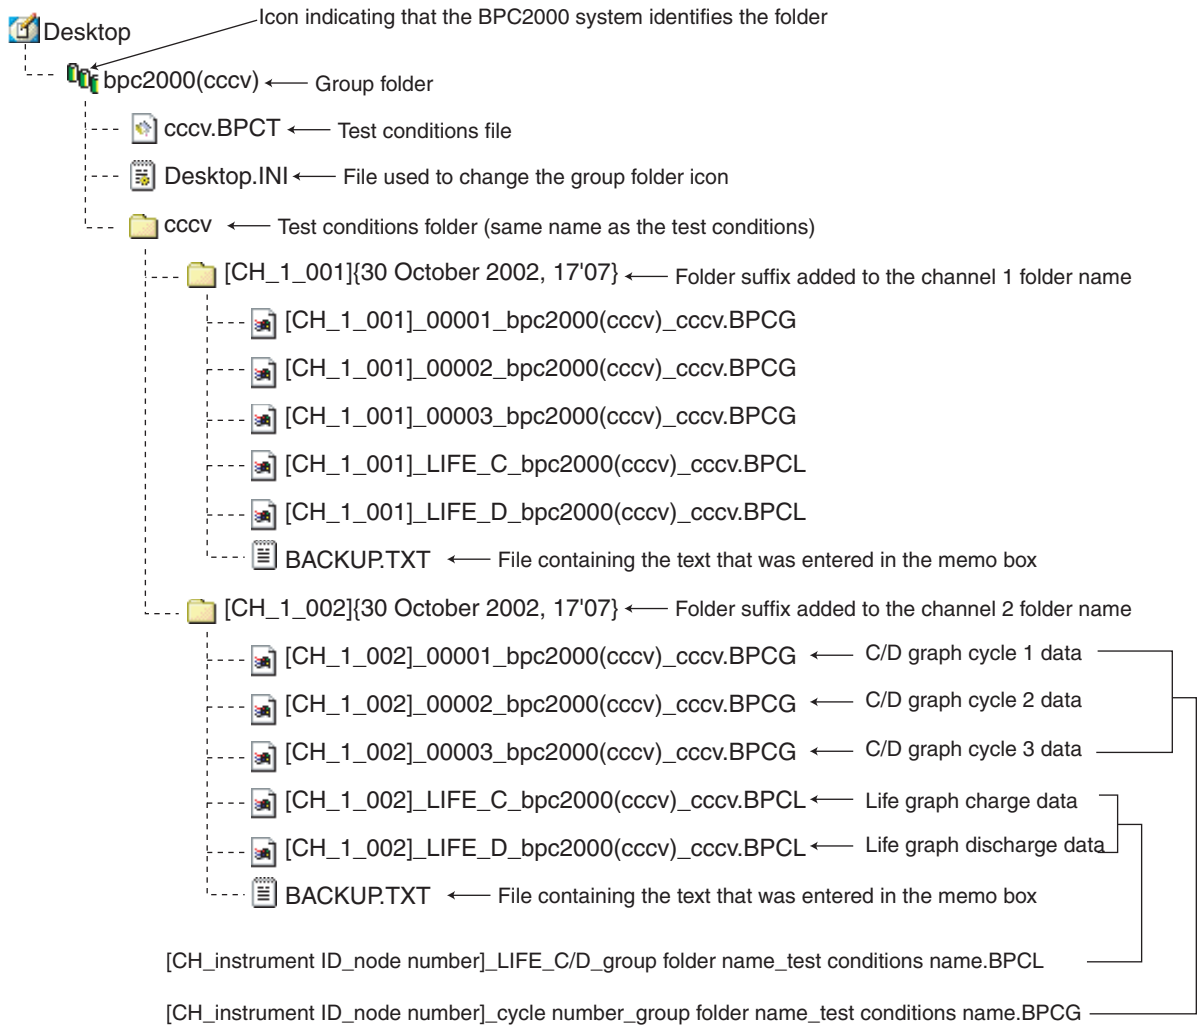 Icon indicating that the BPC2000 system identifies the folder
Desktop
bpc2000(cccv) Group folder
cccv.BPCT Test conditions file
Desktop.INI File used to change the group folder icon
cccv Test conditions folder (same name as the test conditions)
[CH_1_001]{30 October 2002, 17'07} Folder suffix added to the channel 1 folder name
[CH_1_001]_00001_bpc2000(cccv)_cccv.BPCG
[CH_1_001]_00002_bpc2000(cccv)_cccv.BPCG
[CH_1_001]_00003_bpc2000(cccv)_cccv.BPCG
[CH_1_001]_LIFE_C_bpc2000(cccv)_cccv.BPCL
[CH_1_001]_LIFE_D_bpc2000(cccv)_cccv.BPCL
BACKUP.TXT File containing the text that was entered in the memo box
[CH_1_002]{30 October 2002, 17'07} Folder suffix added to the channel 2 folder name
[CH_1_002]_00001_bpc2000(cccv)_cccv.BPCG C/D graph cycle 1 data
[CH_1_002]_00002_bpc2000(cccv)_cccv.BPCG C/D graph cycle 2 data
[CH_1_002]_00003_bpc2000(cccv)_cccv.BPCG C/D graph cycle 3 data
[CH_1_002]_LIFE_C_bpc2000(cccv)_cccv.BPCL Life graph charge data
[CH_1_002]_LIFE_D_bpc2000(cccv)_cccv.BPCL Life graph discharge data
BACKUP.TXT File containing the text that was entered in the memo box
[CH_instrument ID_node number]_LIFE_C/D_group folder name_test conditions name.BPCL
[CH_instrument ID_node number]_cycle number_group folder name_test conditions name.BPCG